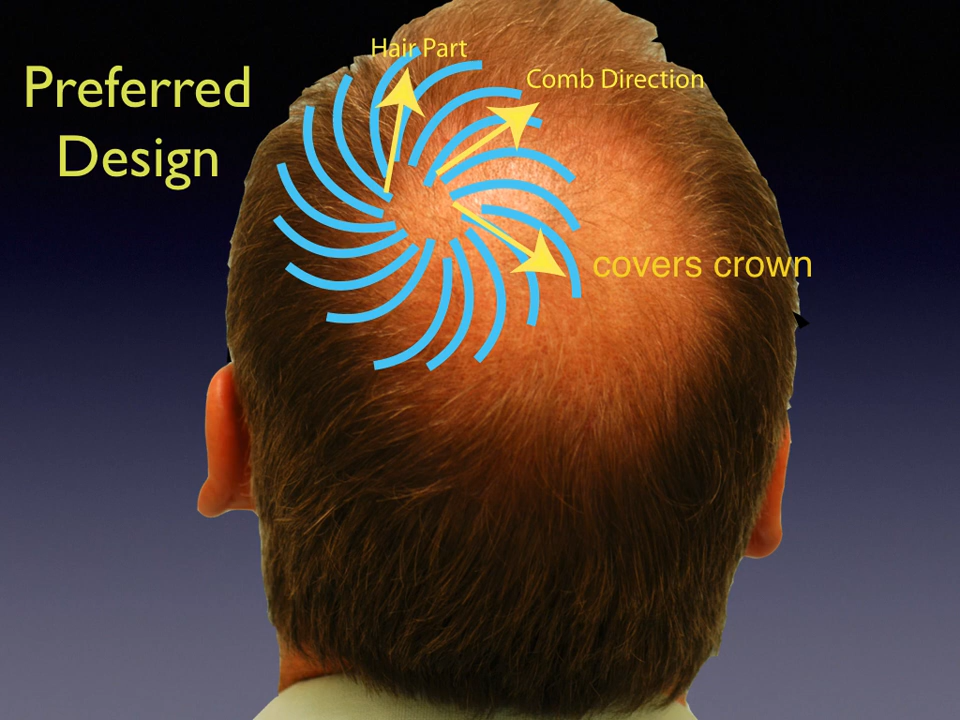 Preferred
Design
Hair Part
Comb Direction
covers crown